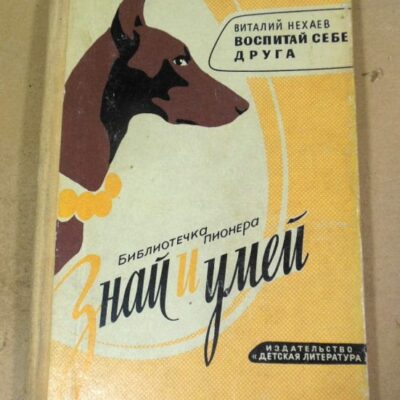 ВИТАЛИЙ НЕХАЕВ
ВОСПИТАЙ СЕБЕ
ДРУГА
Библиотечка
пионера
Знай и умей
ИЗДАТЕЛЬСТВО
«ДЕТСКАЯ ЛИТЕРАТУРА»